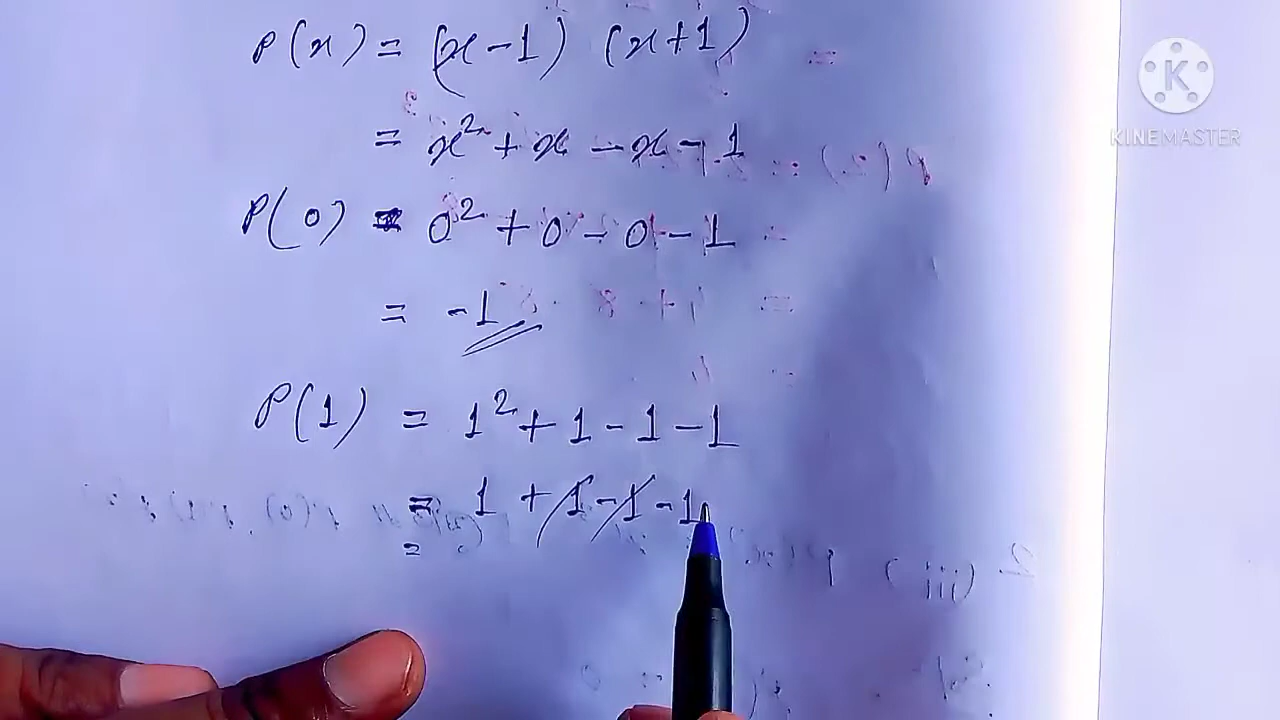 P(x) = (x-1) (x+1)
= x² + x - x - 1
P(0) = 0² + 0 - 0 - 1
= -1
P(1) = 1² + 1 - 1 - 1
= 1 + 1 - 1 - 1
=
K
KINEMASTER